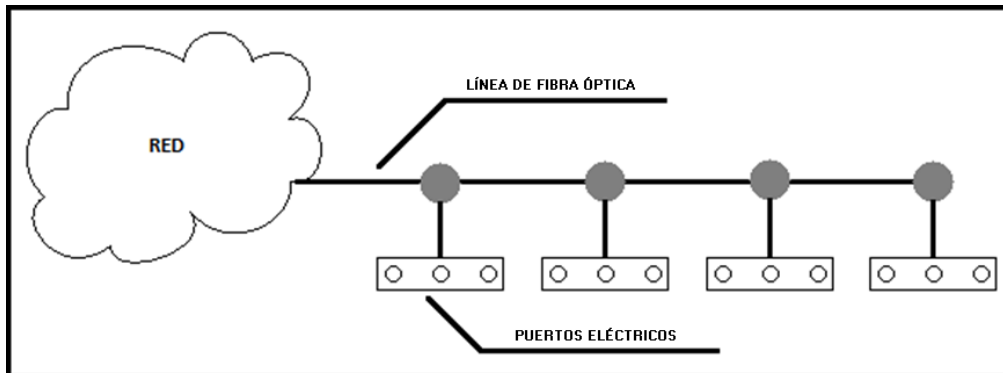 LÍNEA DE FIBRA ÓPTICA
RED
PUERTOS ELÉCTRICOS